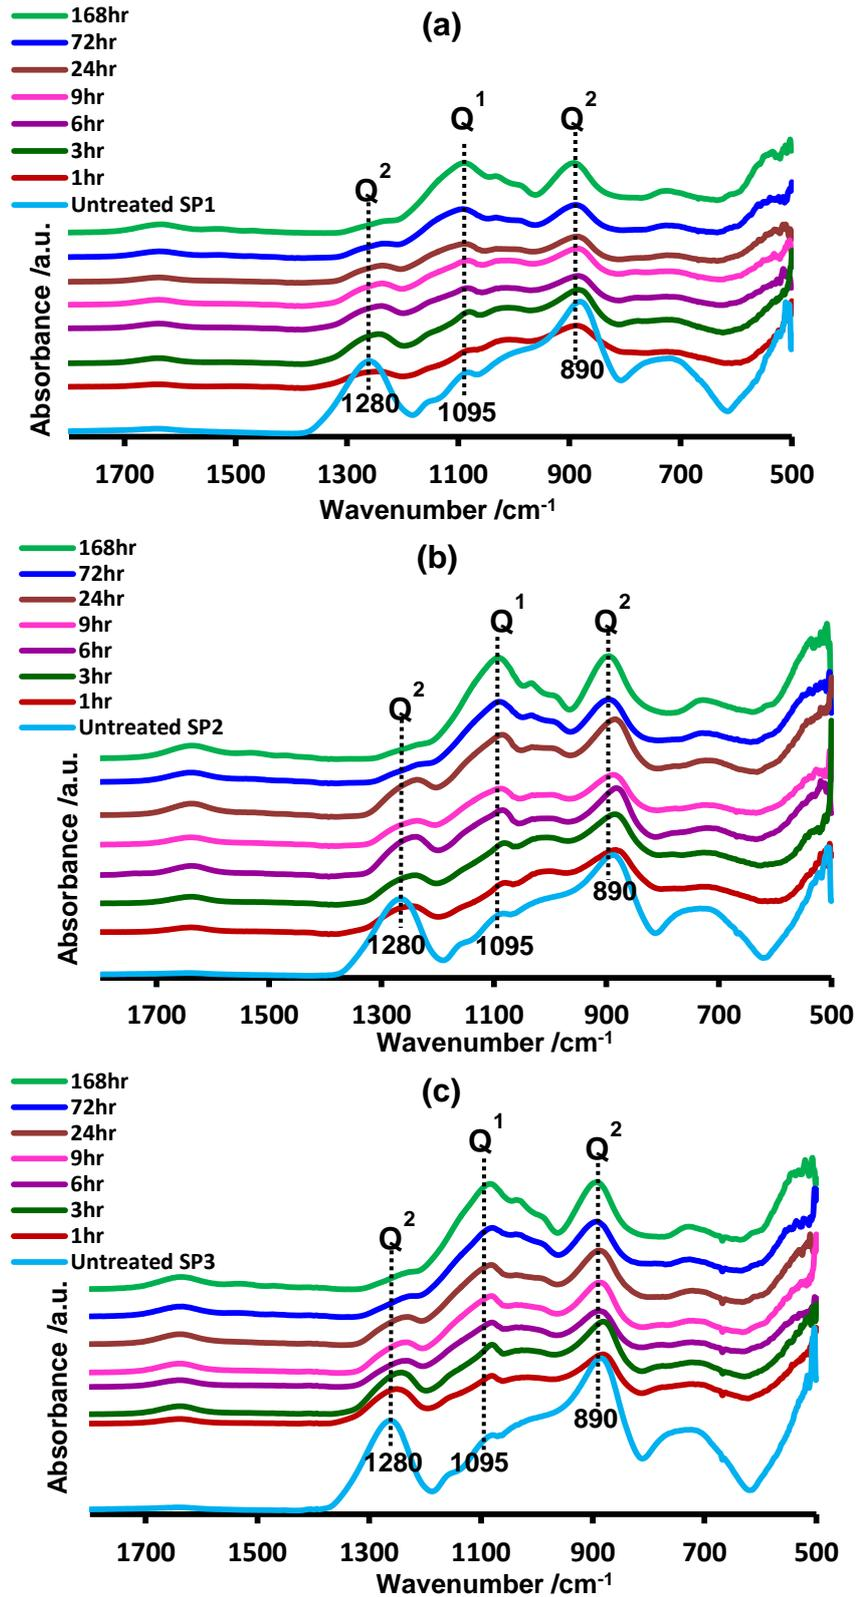 168hr
72hr
24hr
9hr
6hr
3hr
1hr
Untreated SP1
(a)
Q2
Q1
Q2
1280
1095
890
Absorbance /a.u.
1700 1500 1300 1100 900 700 500
Wavenumber /cm-1
168hr
72hr
24hr
9hr
6hr
3hr
1hr
Untreated SP2
(b)
Q2
Q1
Q2
1280
1095
890
Absorbance /a.u.
1700 1500 1300 1100 900 700 500
Wavenumber /cm-1
168hr
72hr
24hr
9hr
6hr
3hr
1hr
Untreated SP3
(c)
Q2
Q1
Q2
1280
1095
890
Absorbance /a.u.
1700 1500 1300 1100 900 700 500
Wavenumber /cm-1